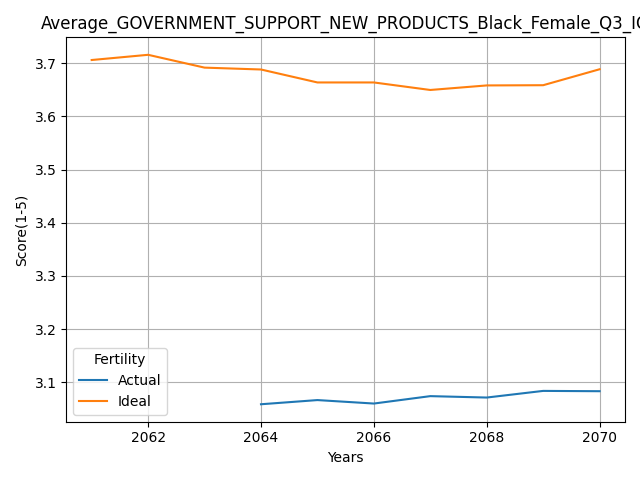 Average_GOVERNMENT_SUPPORT_NEW_PRODUCTS_Black_Female_Q3_IC
3.7
3.6
3.5
3.4
3.3
3.2
3.1
Score(1-5)
Fertility
Actual
Ideal
2062 2064 2066 2068 2070
Years